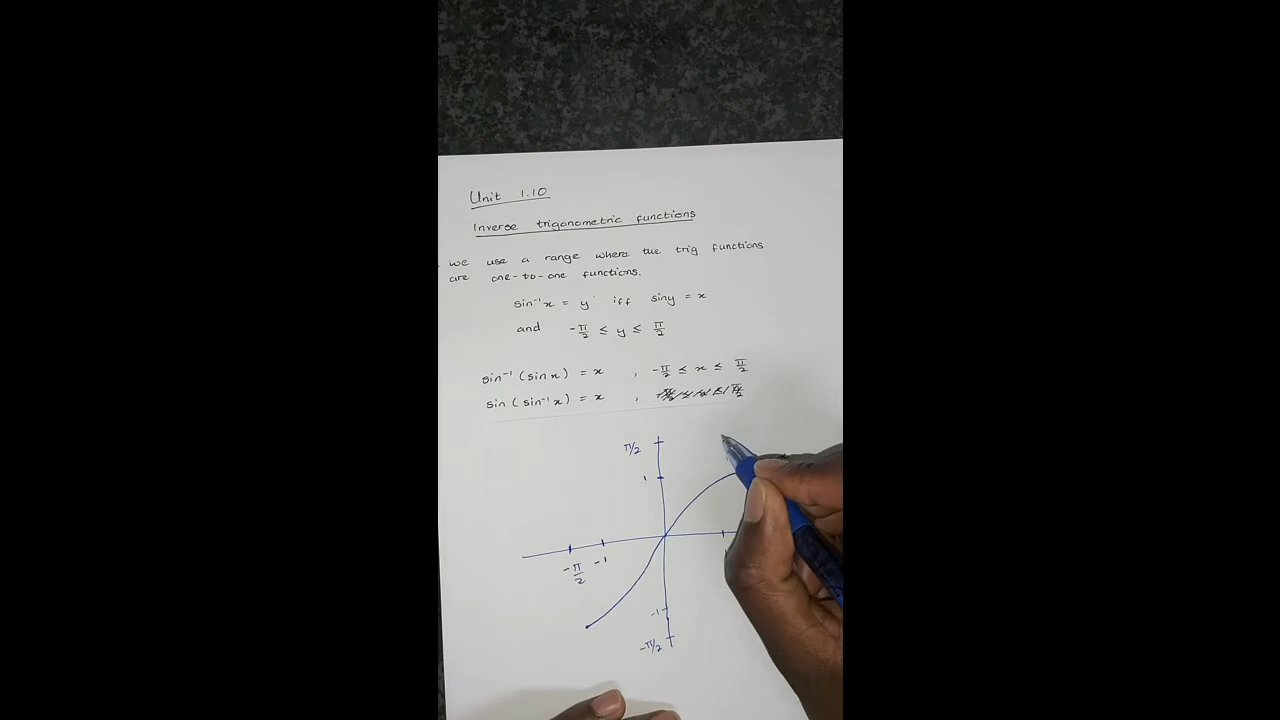 Unit 1.10
Inverse trigonometric functions
we use a range where the trig functions
are one-to-one functions.
sin⁻¹x = y iff siny = x
and -π/2 ≤ y ≤ π/2
sin⁻¹(sin x) = x , -π/2 ≤ x ≤ π/2
sin(sin⁻¹x) = x ,
π/2
1
-π/2 -1
-1
-π/2